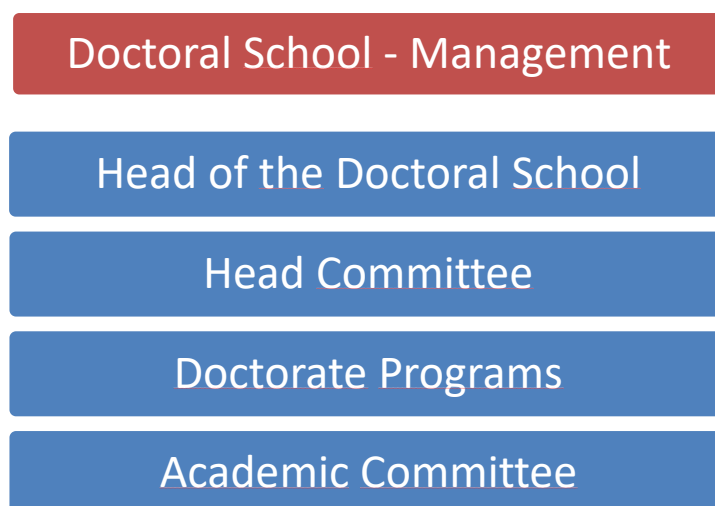 Doctoral School - Management
Head of the Doctoral School
Head Committee
Doctorate Programs
Academic Committee